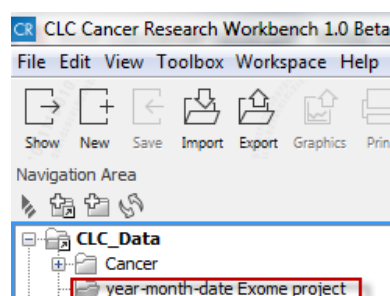 CR CLC Cancer Research Workbench 1.0 Beta
File Edit View Toolbox Workspace Help
Show New Save Import Export Graphics Prin
Navigation Area
CLC_Data
Cancer
year-month-date Exome project